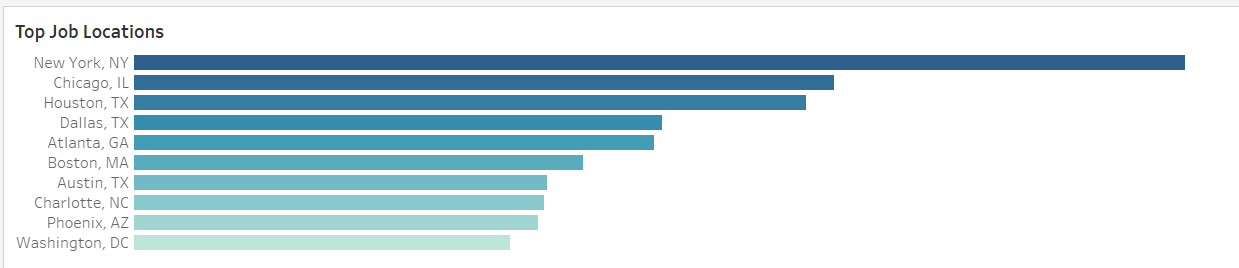 Top Job Locations
New York, NY
Chicago, IL
Houston, TX
Dallas, TX
Atlanta, GA
Boston, MA
Austin, TX
Charlotte, NC
Phoenix, AZ
Washington, DC